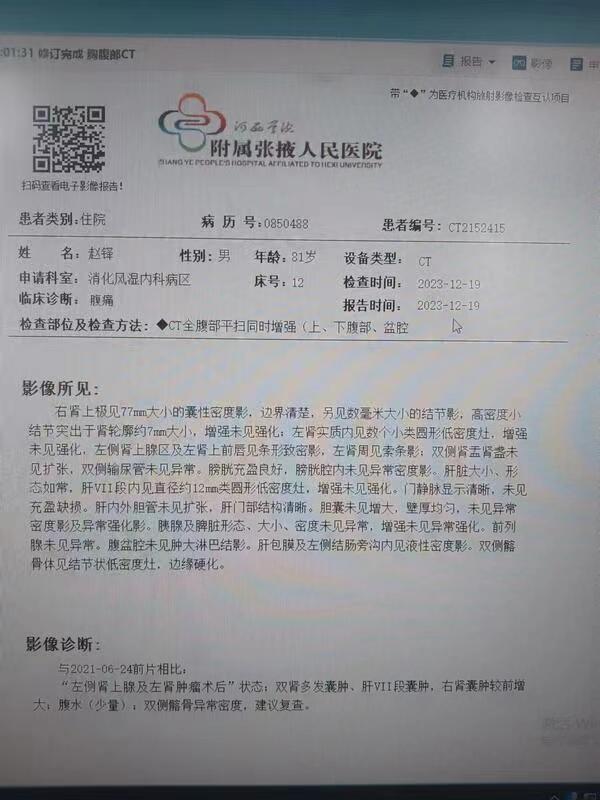 :01:31 修订完成 胸腹部CT
报告 影像
带“◆”为医疗机构放射影像检查互认项目
河西学院
附属张掖人民医院
ZHANG YE PEOPLE'S HOSPITAL AFFILIATED TO HEXI UNIVERSITY
扫码查看电子影像报告!
患者类别:住院 病 历 号:0850488 患者编号: CT2152415
姓 名: 赵铎 性别: 男 年龄: 81岁 设备类型: CT
申请科室: 消化风湿内科病区 床号: 12 检查时间: 2023-12-19
临床诊断: 腹痛 报告时间: 2023-12-19
检查部位及检查方法: ◆CT全腹部平扫同时增强（上、下腹部、盆腔
影像所见:
右肾上极见77mm大小的囊性密度影，边界清楚，另见数毫米大小的结节影，高密度小
结节突出于肾轮廓约7mm大小，增强未见强化；左肾实质内见数个小类圆形低密度灶，增强
未见强化，左侧肾上腺区及左肾上前唇见条形致密影，左肾周见索条影；双侧肾盂肾盏未
见扩张，双侧输尿管未见异常。膀胱充盈良好，膀胱腔内未见异常密度影。肝脏大小、形
态如常，肝VII段内见直径约12mm类圆形低密度灶，增强未见强化。门静脉显示清晰，未见
充盈缺损。肝内外胆管未见扩张，肝门部结构清晰。胆囊未见增大，壁厚均匀，未见异常
密度影及异常强化影。胰腺及脾脏形态、大小、密度未见异常，增强未见异常强化。前列
腺未见异常。腹盆腔未见肿大淋巴结影。肝包膜及左侧结肠旁沟内见液性密度影。双侧髂
骨体见结节状低密度灶，边缘硬化。
影像诊断:
与2021-06-24前片相比:
“左侧肾上腺及左肾肿瘤术后”状态；双肾多发囊肿、肝VII段囊肿，右肾囊肿较前增
大；腹水（少量）；双侧髂骨异常密度，建议复查。